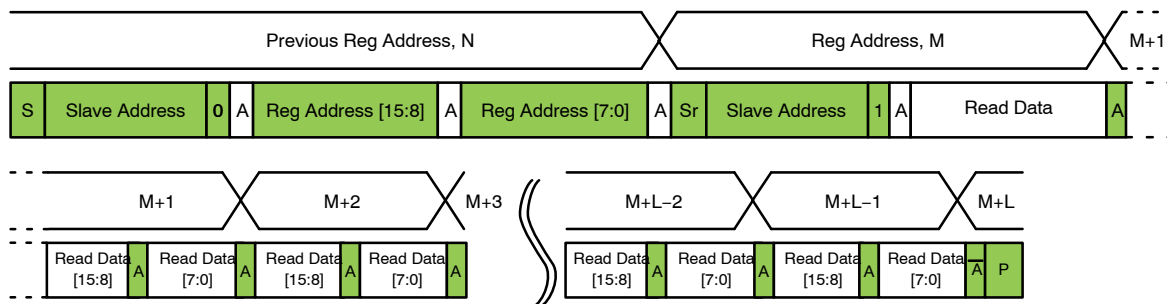 Previous Reg Address, N Reg Address, M M+1
S Slave Address 0 A Reg Address [15:8] A Reg Address [7:0] A Sr Slave Address 1 A Read Data A
M+1 M+2 M+3 M+L−2 M+L−1 M+L
Read Data A Read Data A Read Data A Read Data A Read Data A Read Data A Read Data A Read Data A̅ P
[15:8] [7:0] [15:8] [7:0] [15:8] [7:0] [15:8] [7:0]